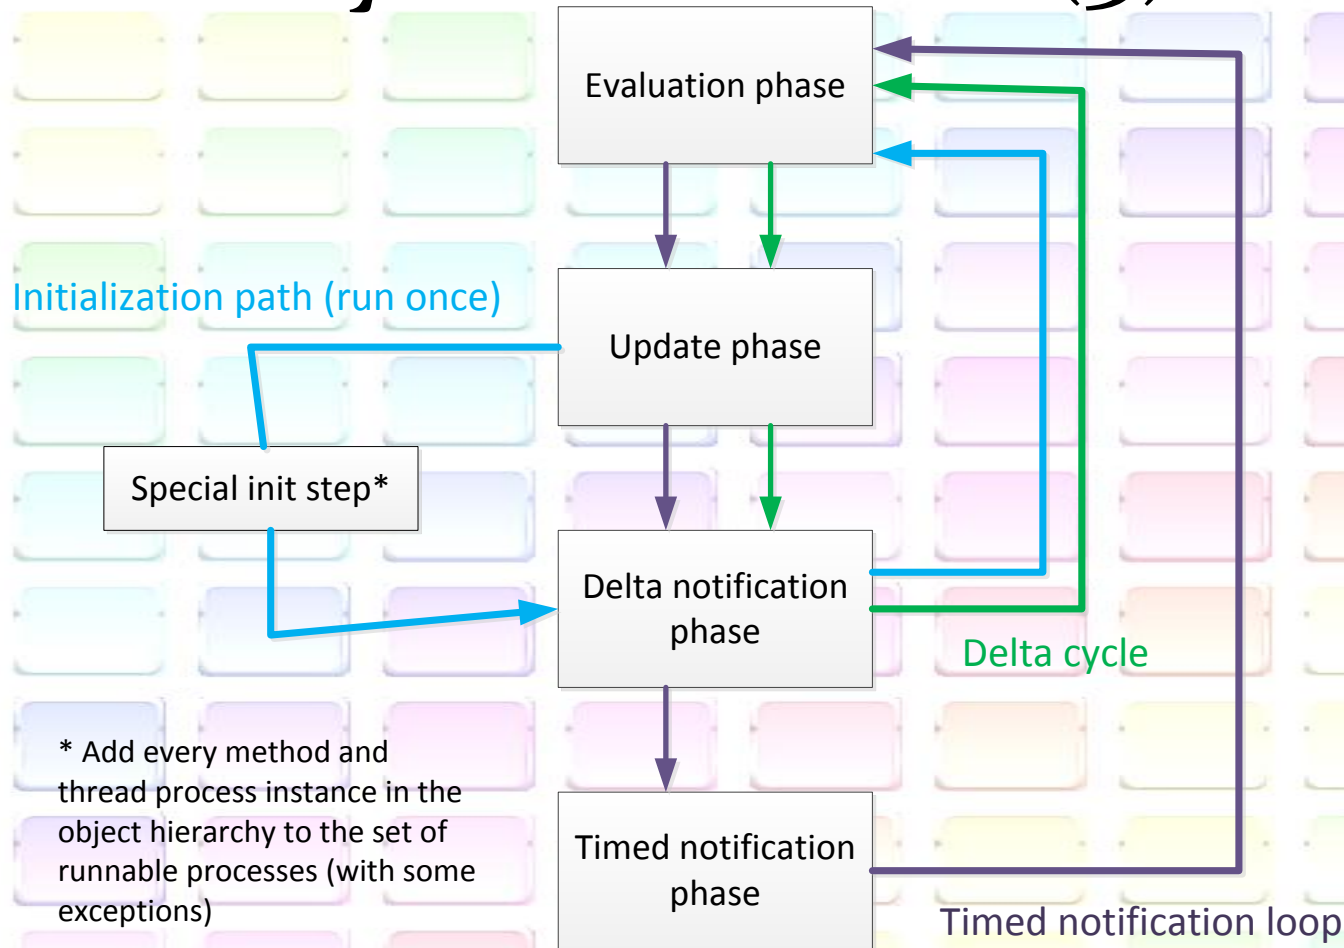 Evaluation phase
Initialization path (run once)
Update phase
Special init step*
Delta notification
phase
Delta cycle
* Add every method and
thread process instance in the
object hierarchy to the set of
runnable processes (with some
exceptions)
Timed notification
phase
Timed notification loop